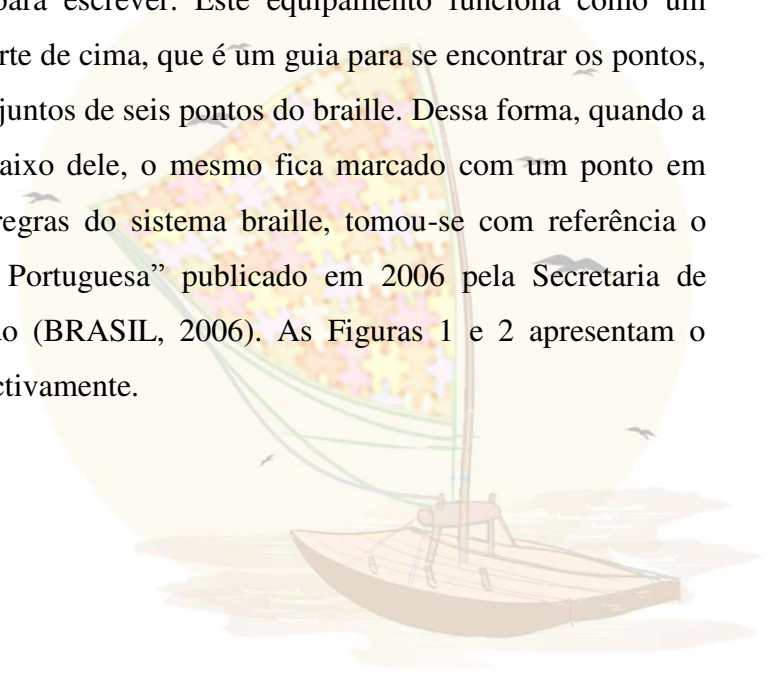 para escrever. Este equipamento funciona como um
rte de cima, que é um guia para se encontrar os pontos,
juntos de seis pontos do braille. Dessa forma, quando a
aixo dele, o mesmo fica marcado com um ponto em
regras do sistema braille, tomou-se com referência o
Portuguesa” publicado em 2006 pela Secretaria de
o (BRASIL, 2006). As Figuras 1 e 2 apresentam o
ctivamente.